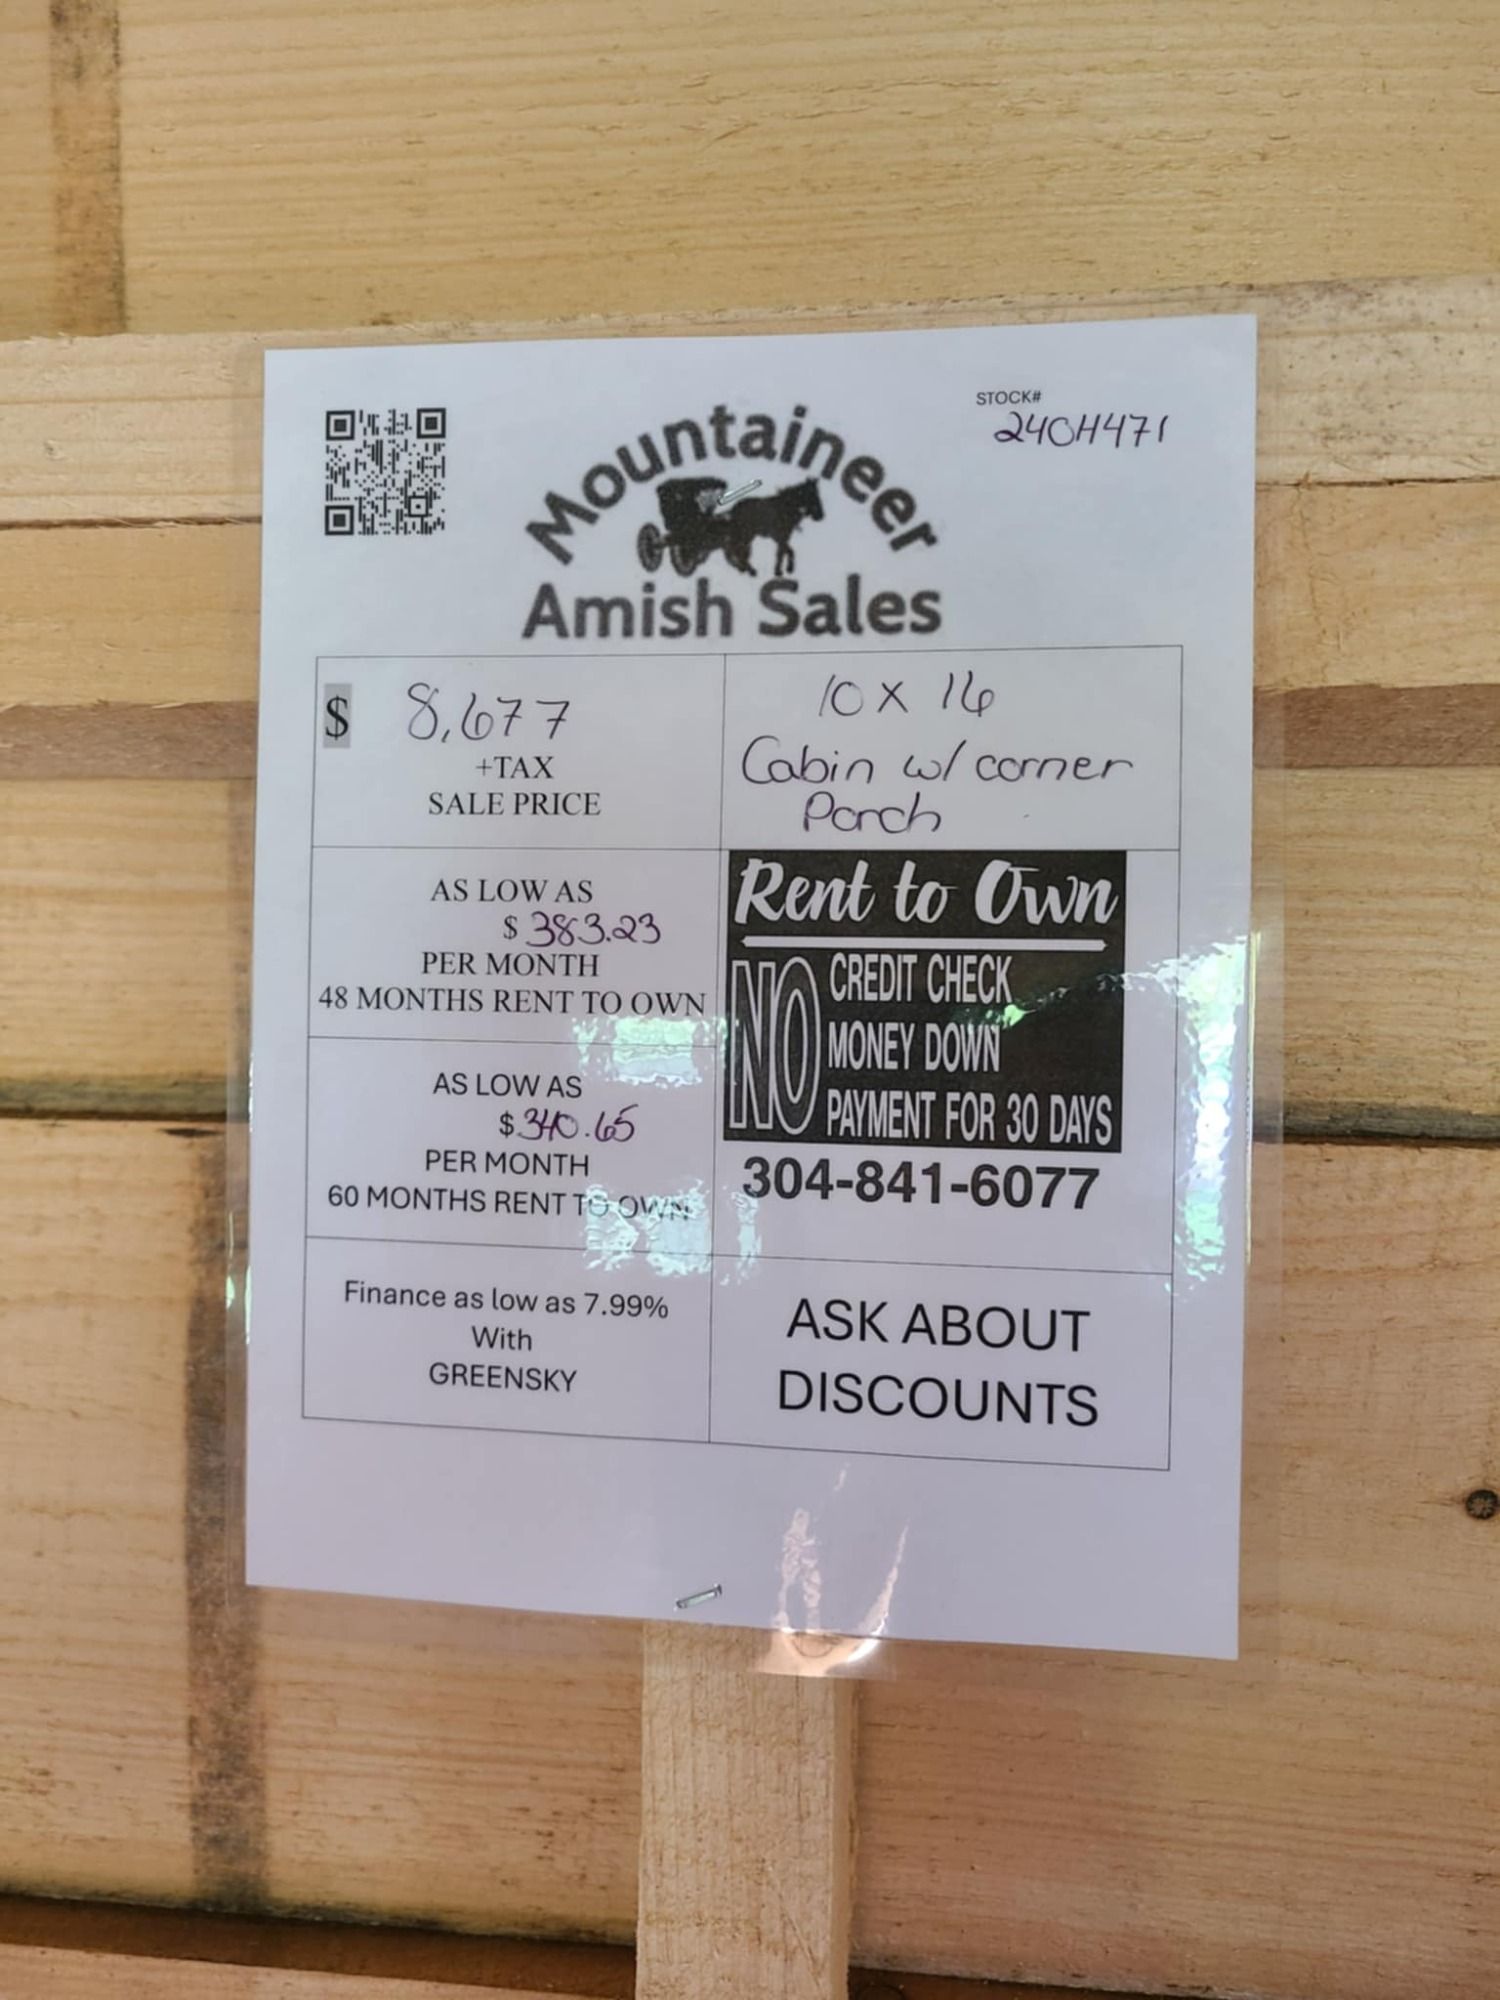 STOCK#
240H471
Mountaineer
Amish Sales
$ 8,677
+TAX
SALE PRICE
10 X 16
Cabin w/ corner
Porch
AS LOW AS
$ 383.23
PER MONTH
48 MONTHS RENT TO OWN
Rent to Own
NO
CREDIT CHECK
MONEY DOWN
PAYMENT FOR 30 DAYS
304-841-6077
AS LOW AS
$ 340.65
PER MONTH
60 MONTHS RENT TO OWN
Finance as low as 7.99%
With
GREENSKY
ASK ABOUT
DISCOUNTS